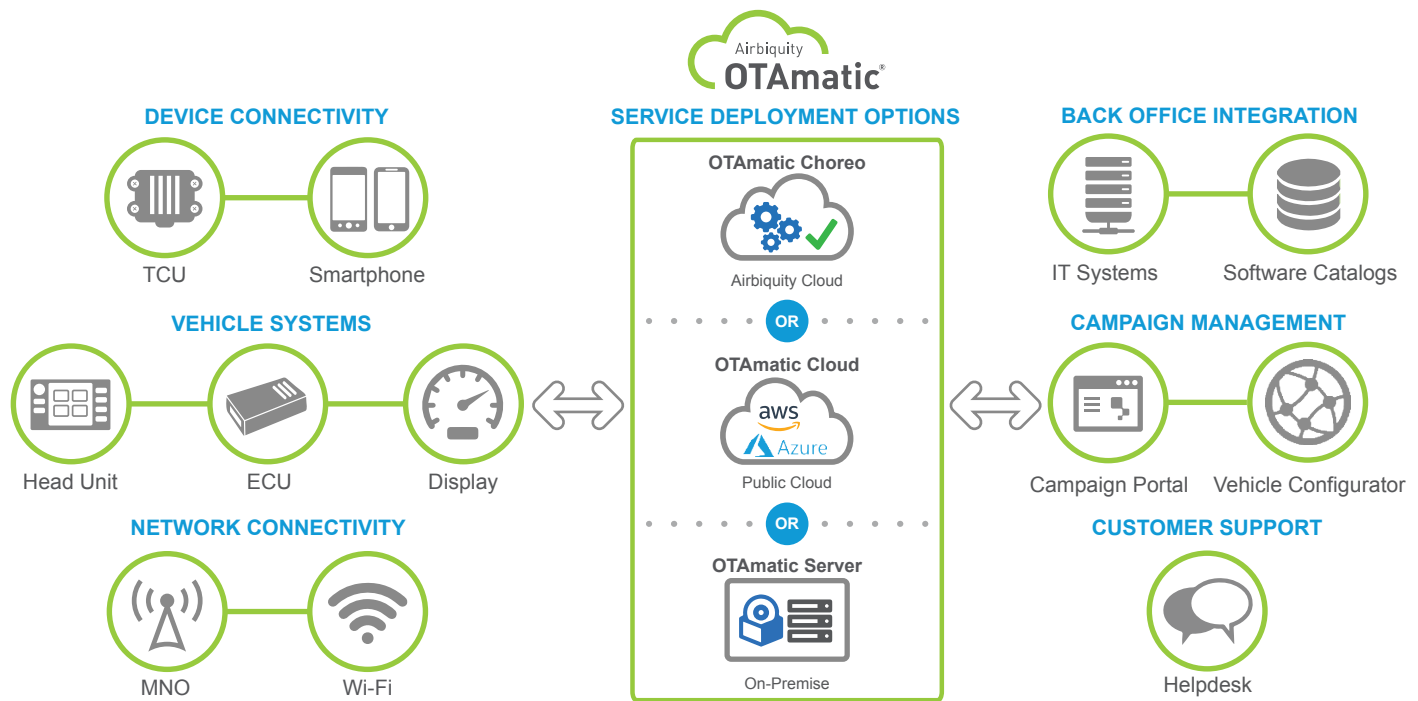 Airbiquity
OTAmatic®
DEVICE CONNECTIVITY
TCU
Smartphone
VEHICLE SYSTEMS
Head Unit
ECU
Display
NETWORK CONNECTIVITY
MNO
Wi-Fi
SERVICE DEPLOYMENT OPTIONS
OTAmatic Choreo
Airbiquity Cloud
OR
OTAmatic Cloud
aws
Azure
Public Cloud
OR
OTAmatic Server
On-Premise
BACK OFFICE INTEGRATION
IT Systems
Software Catalogs
CAMPAIGN MANAGEMENT
Campaign Portal
Vehicle Configurator
CUSTOMER SUPPORT
Helpdesk